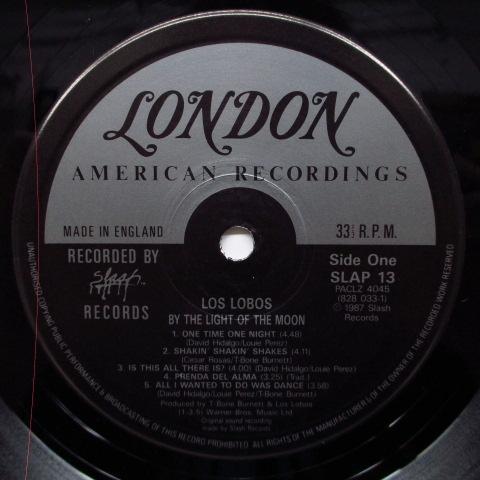 LONDON
AMERICAN RECORDINGS
MADE IN ENGLAND
33⅓ R.P.M.
RECORDED BY
Slash
RECORDS
Side One
SLAP 13
PACLZ 4045
(828 033-1)
℗ 1987 Slash
Records
LOS LOBOS
BY THE LIGHT OF THE MOON
1. ONE TIME ONE NIGHT (4.48)
(David Hidalgo/Louie Perez)
2. SHAKIN' SHAKIN' SHAKES (4.11)
(Cesar Rosas/T-Bone Burnett)
3. IS THIS ALL THERE IS? (4.00) (David Hidalgo/Louie Perez)
4. PRENDA DEL ALMA (3.25) (Trad.)
5. ALL I WANTED TO DO WAS DANCE (3.58)
(David Hidalgo/Louie Perez/T-Bone Burnett)
Produced by T-Bone Burnett & Los Lobos
(1-3,5) Warner Bros. Music Ltd
Original sound recording
made by Slash Records
UNAUTHORISED COPYING PUBLIC PERFORMANCE & BROADCASTING OF THIS RECORD PROHIBITED. ALL RIGHTS OF THE MANUFACTURER & OF THE OWNER OF THE RECORDED WORK RESERVED